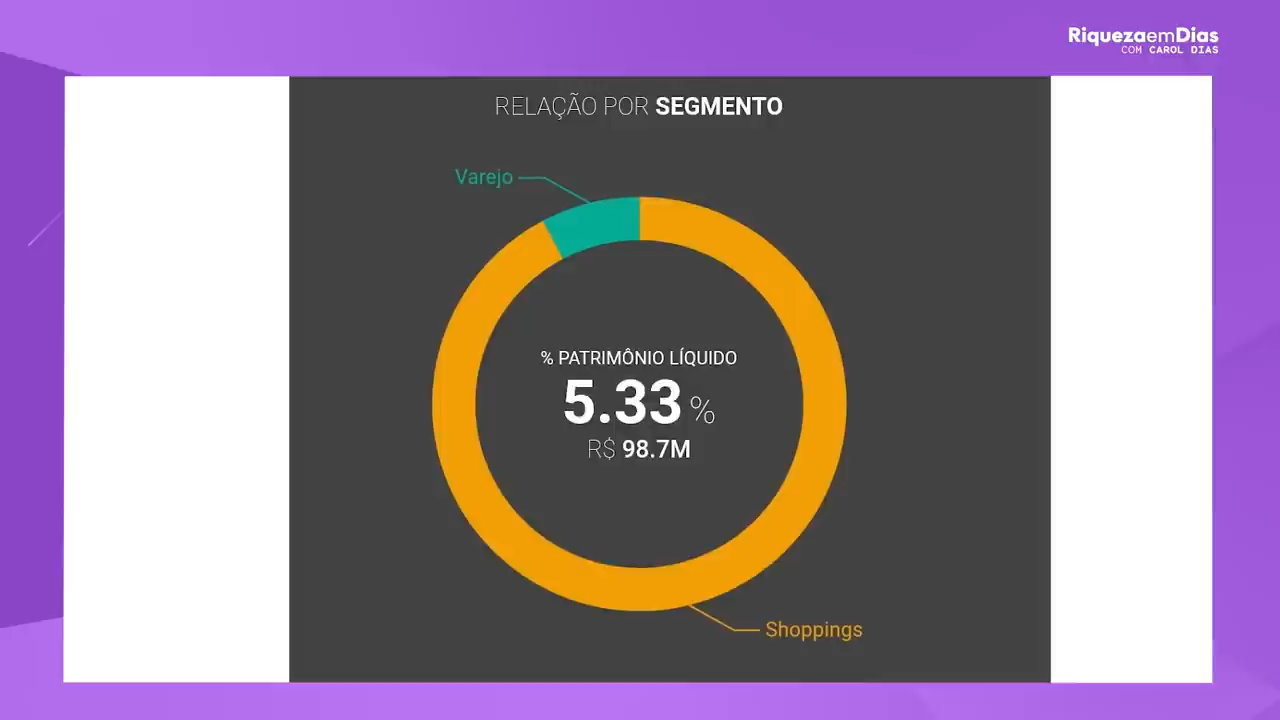 RiquezaemDias
COM CAROL DIAS
RELAÇÃO POR SEGMENTO
Varejo
% PATRIMÔNIO LÍQUIDO
5.33 %
R$ 98.7M
Shoppings